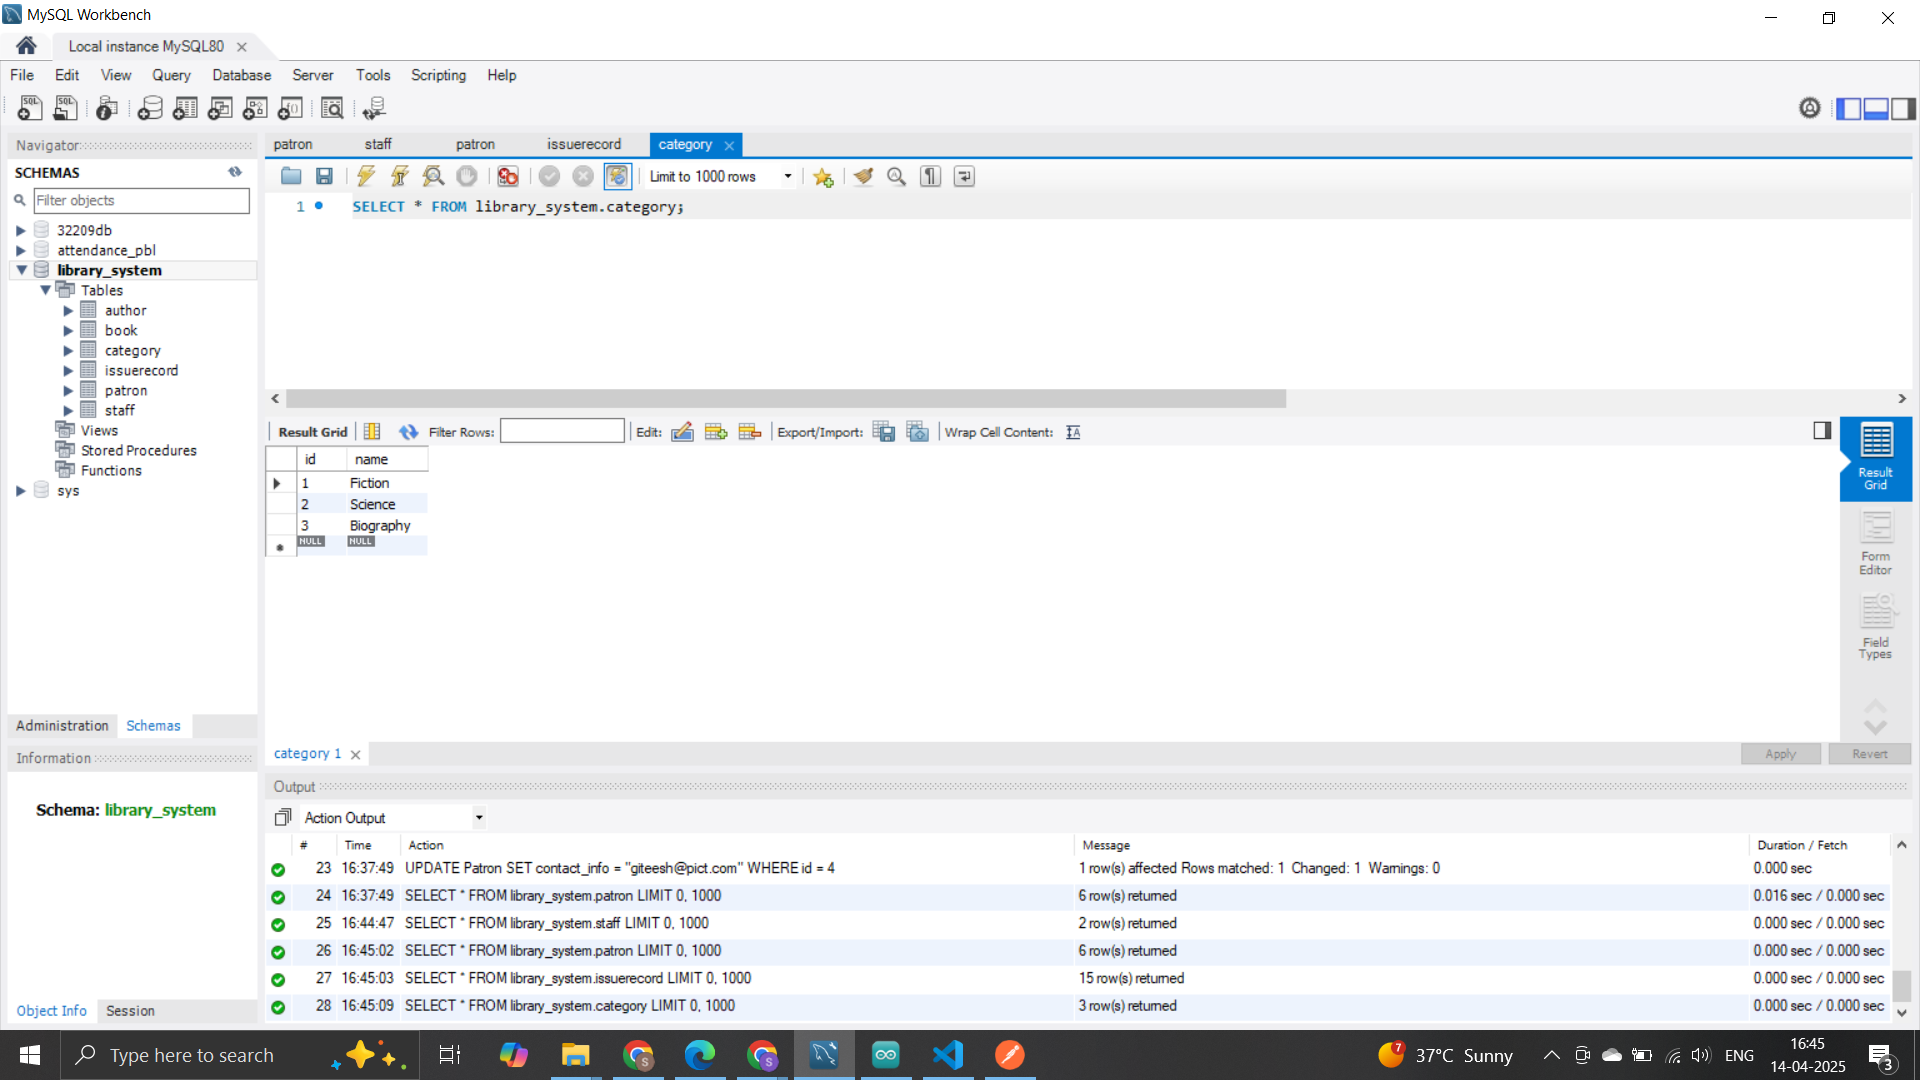 MySQL Workbench
Local instance MySQL80
File Edit View Query Database Server Tools Scripting Help
Navigator
SCHEMAS
Filter objects
32209db
attendance_pbl
library_system
Tables
author
book
category
issuerecord
patron
staff
Views
Stored Procedures
Functions
sys
Administration Schemas
Information
Schema: library_system
Object Info Session
patron staff patron issuerecord category
Limit to 1000 rows
1 SELECT * FROM library_system.category;
Result Grid Filter Rows: Edit: Export/Import: Wrap Cell Content:
id name
1 Fiction
2 Science
3 Biography
NULL NULL
Result Grid
Form Editor
Field Types
category 1
Apply Revert
Output
Action Output
# Time Action Message Duration / Fetch
23 16:37:49 UPDATE Patron SET contact_info = "giteesh@pict.com" WHERE id = 4 1 row(s) affected Rows matched: 1 Changed: 1 Warnings: 0 0.000 sec
24 16:37:49 SELECT * FROM library_system.patron LIMIT 0, 1000 6 row(s) returned 0.016 sec / 0.000 sec
25 16:44:47 SELECT * FROM library_system.staff LIMIT 0, 1000 2 row(s) returned 0.000 sec / 0.000 sec
26 16:45:02 SELECT * FROM library_system.patron LIMIT 0, 1000 6 row(s) returned 0.000 sec / 0.000 sec
27 16:45:03 SELECT * FROM library_system.issuerecord LIMIT 0, 1000 15 row(s) returned 0.000 sec / 0.000 sec
28 16:45:09 SELECT * FROM library_system.category LIMIT 0, 1000 3 row(s) returned 0.000 sec / 0.000 sec
Type here to search
7 37°C Sunny
ENG
16:45
14-04-2025
3